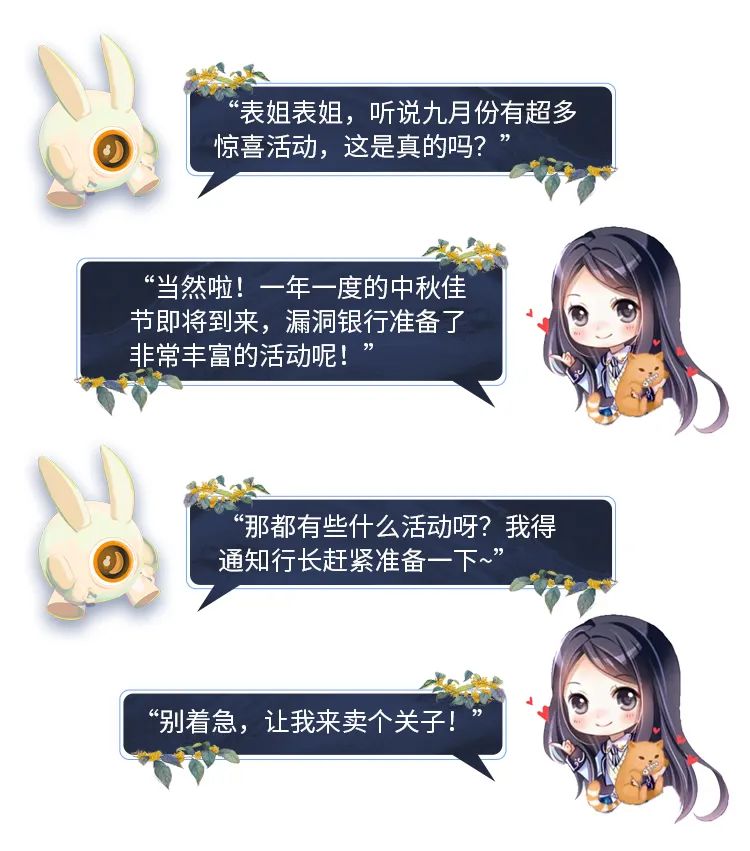 “表姐表姐，听说九月份有超多
惊喜活动，这是真的吗？”
“当然啦！一年一度的中秋佳
节即将到来，漏洞银行准备了
非常丰富的活动呢！”
“那都有些什么活动呀？我得
通知行长赶紧准备一下~”
“别着急，让我来卖个关子！”